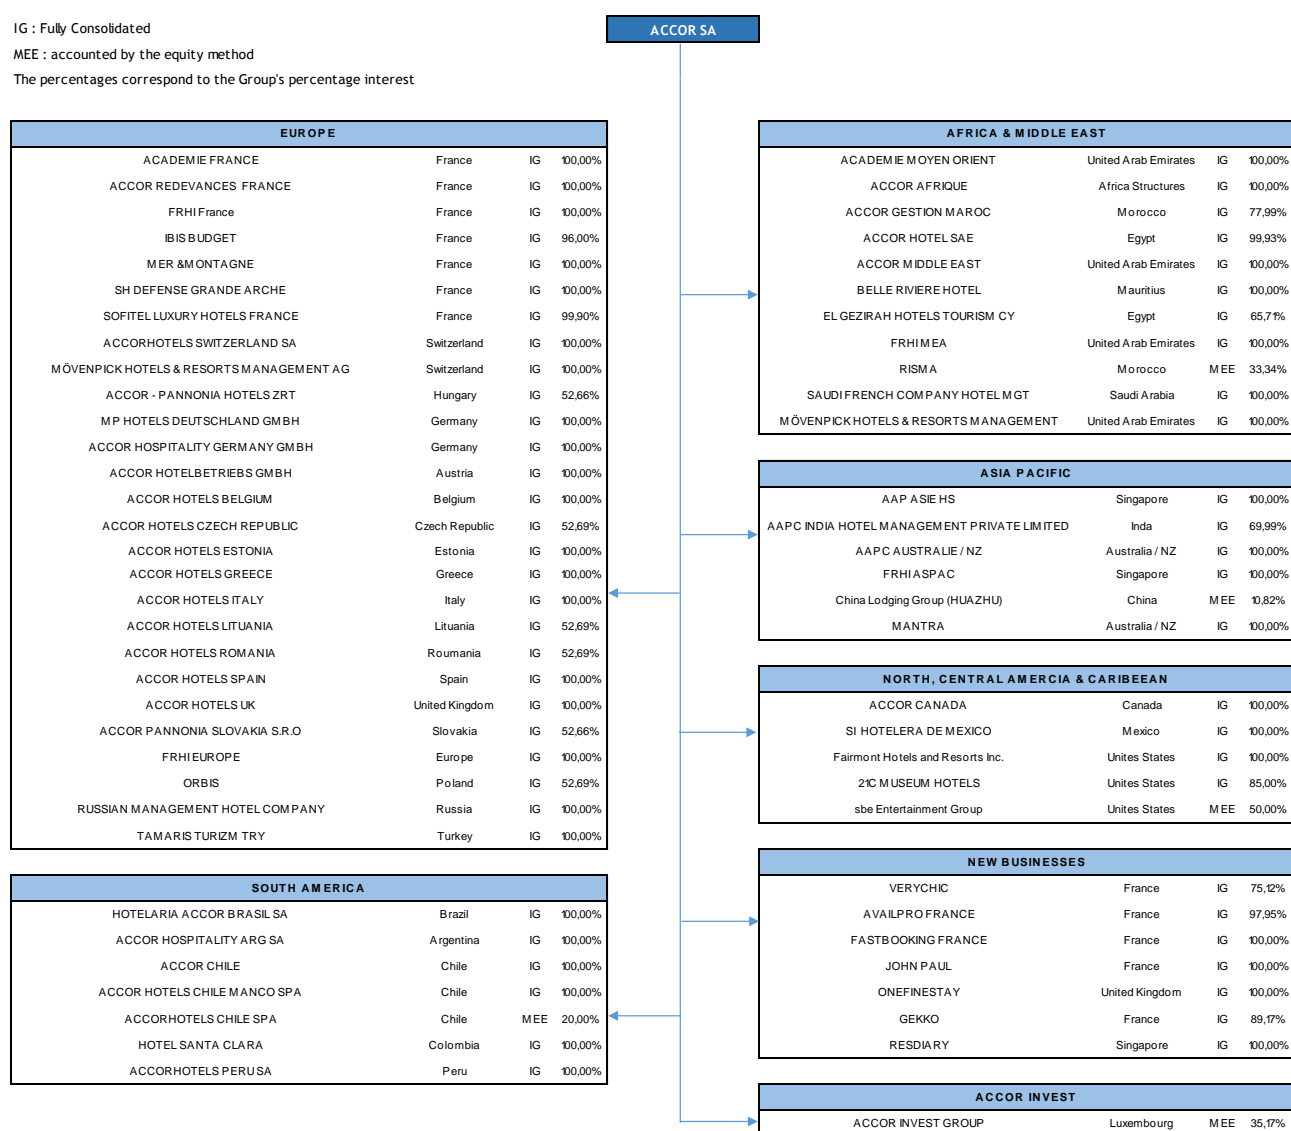 IG : Fully Consolidated
MEE : accounted by the equity method
The percentages correspond to the Group's percentage interest
ACCOR SA
EUROPE
ACADEMIE FRANCE France IG 100,00%
ACCOR REDEVANCES FRANCE France IG 100,00%
FRHI France France IG 100,00%
IBIS BUDGET France IG 96,00%
MER &MONTAGNE France IG 100,00%
SH DEFENSE GRANDE ARCHE France IG 100,00%
SOFITEL LUXURY HOTELS FRANCE France IG 99,90%
ACCORHOTELS SWITZERLAND SA Switzerland IG 100,00%
MÖVENPICK HOTELS & RESORTS MANAGEMENT AG Switzerland IG 100,00%
ACCOR - PANNONIA HOTELS ZRT Hungary IG 52,66%
MP HOTELS DEUTSCHLAND GMBH Germany IG 100,00%
ACCOR HOSPITALITY GERMANY GMBH Germany IG 100,00%
ACCOR HOTELBETRIEBS GMBH Austria IG 100,00%
ACCOR HOTELS BELGIUM Belgium IG 100,00%
ACCOR HOTELS CZECH REPUBLIC Czech Republic IG 52,69%
ACCOR HOTELS ESTONIA Estonia IG 100,00%
ACCOR HOTELS GREECE Greece IG 100,00%
ACCOR HOTELS ITALY Italy IG 100,00%
ACCOR HOTELS LITUANIA Lituania IG 52,69%
ACCOR HOTELS ROMANIA Roumania IG 52,69%
ACCOR HOTELS SPAIN Spain IG 100,00%
ACCOR HOTELS UK United Kingdom IG 100,00%
ACCOR PANNONIA SLOVAKIA S.R.O Slovakia IG 52,66%
FRHI EUROPE Europe IG 100,00%
ORBIS Poland IG 52,69%
RUSSIAN MANAGEMENT HOTEL COMPANY Russia IG 100,00%
TAMARIS TURIZM TRY Turkey IG 100,00%
SOUTH AMERICA
HOTELARIA ACCOR BRASIL SA Brazil IG 100,00%
ACCOR HOSPITALITY ARG SA Argentina IG 100,00%
ACCOR CHILE Chile IG 100,00%
ACCOR HOTELS CHILE MANCO SPA Chile IG 100,00%
ACCORHOTELS CHILE SPA Chile MEE 20,00%
HOTEL SANTA CLARA Colombia IG 100,00%
ACCORHOTELS PERU SA Peru IG 100,00%
AFRICA & MIDDLE EAST
ACADEMIE MOYEN ORIENT United Arab Emirates IG 100,00%
ACCOR AFRIQUE Africa Structures IG 100,00%
ACCOR GESTION MAROC Morocco IG 77,99%
ACCOR HOTEL SAE Egypt IG 99,93%
ACCOR MIDDLE EAST United Arab Emirates IG 100,00%
BELLE RIVIERE HOTEL Mauritius IG 100,00%
EL GEZIRAH HOTELS TOURISM CY Egypt IG 65,71%
FRHI MEA United Arab Emirates IG 100,00%
RISMA Morocco MEE 33,34%
SAUDI FRENCH COMPANY HOTEL MGT Saudi Arabia IG 100,00%
MÖVENPICK HOTELS & RESORTS MANAGEMENT United Arab Emirates IG 100,00%
ASIA PACIFIC
AAP ASIE HS Singapore IG 100,00%
AAPC INDIA HOTEL MANAGEMENT PRIVATE LIMITED Inda IG 69,99%
AAPC AUSTRALIE / NZ Australia / NZ IG 100,00%
FRHI ASPAC Singapore IG 100,00%
China Lodging Group (HUAZHU) China MEE 10,82%
MANTRA Australia / NZ IG 100,00%
NORTH, CENTRAL AMERCIA & CARIBEEAN
ACCOR CANADA Canada IG 100,00%
SI HOTELERA DE MEXICO Mexico IG 100,00%
Fairmont Hotels and Resorts Inc. Unites States IG 100,00%
21C MUSEUM HOTELS Unites States IG 85,00%
sbe Entertainment Group Unites States MEE 50,00%
NEW BUSINESSES
VERYCHIC France IG 75,12%
AVAILPRO FRANCE France IG 97,95%
FASTBOOKING FRANCE France IG 100,00%
JOHN PAUL France IG 100,00%
ONEFINESTAY United Kingdom IG 100,00%
GEKKO France IG 89,17%
RESDIARY Singapore IG 100,00%
ACCOR INVEST
ACCOR INVEST GROUP Luxembourg MEE 35,17%